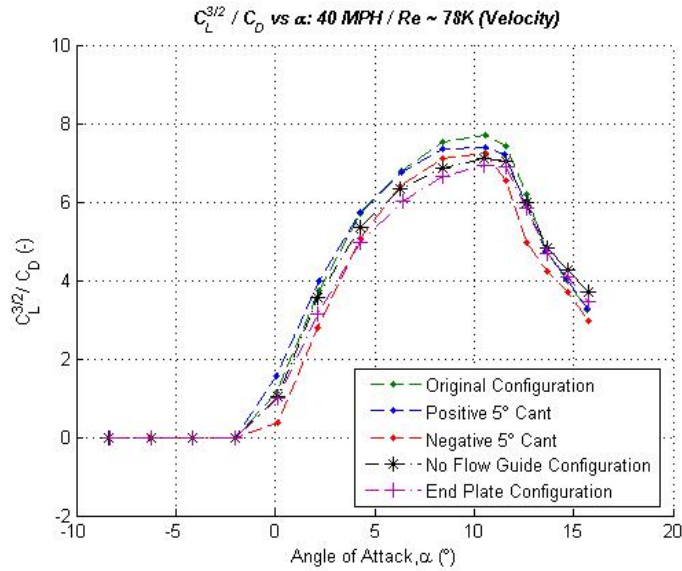 C_L^{3/2} / C_D vs α: 40 MPH / Re ~ 78K (Velocity)
10
8
6
4
2
0
-2
C_L^{3/2}/ C_D (-)
Original Configuration
Positive 5° Cant
Negative 5° Cant
No Flow Guide Configuration
End Plate Configuration
-10 -5 0 5 10 15 20
Angle of Attack,α (°)